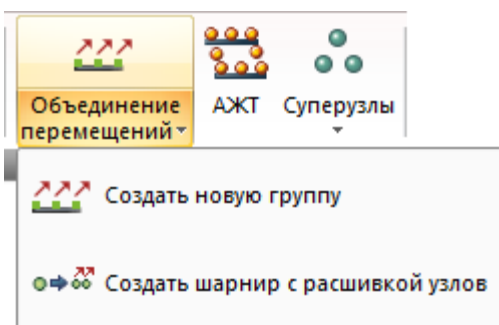 Объединение
перемещений
АЖТ
Суперузлы
Создать новую группу
Создать шарнир с расшивкой узлов